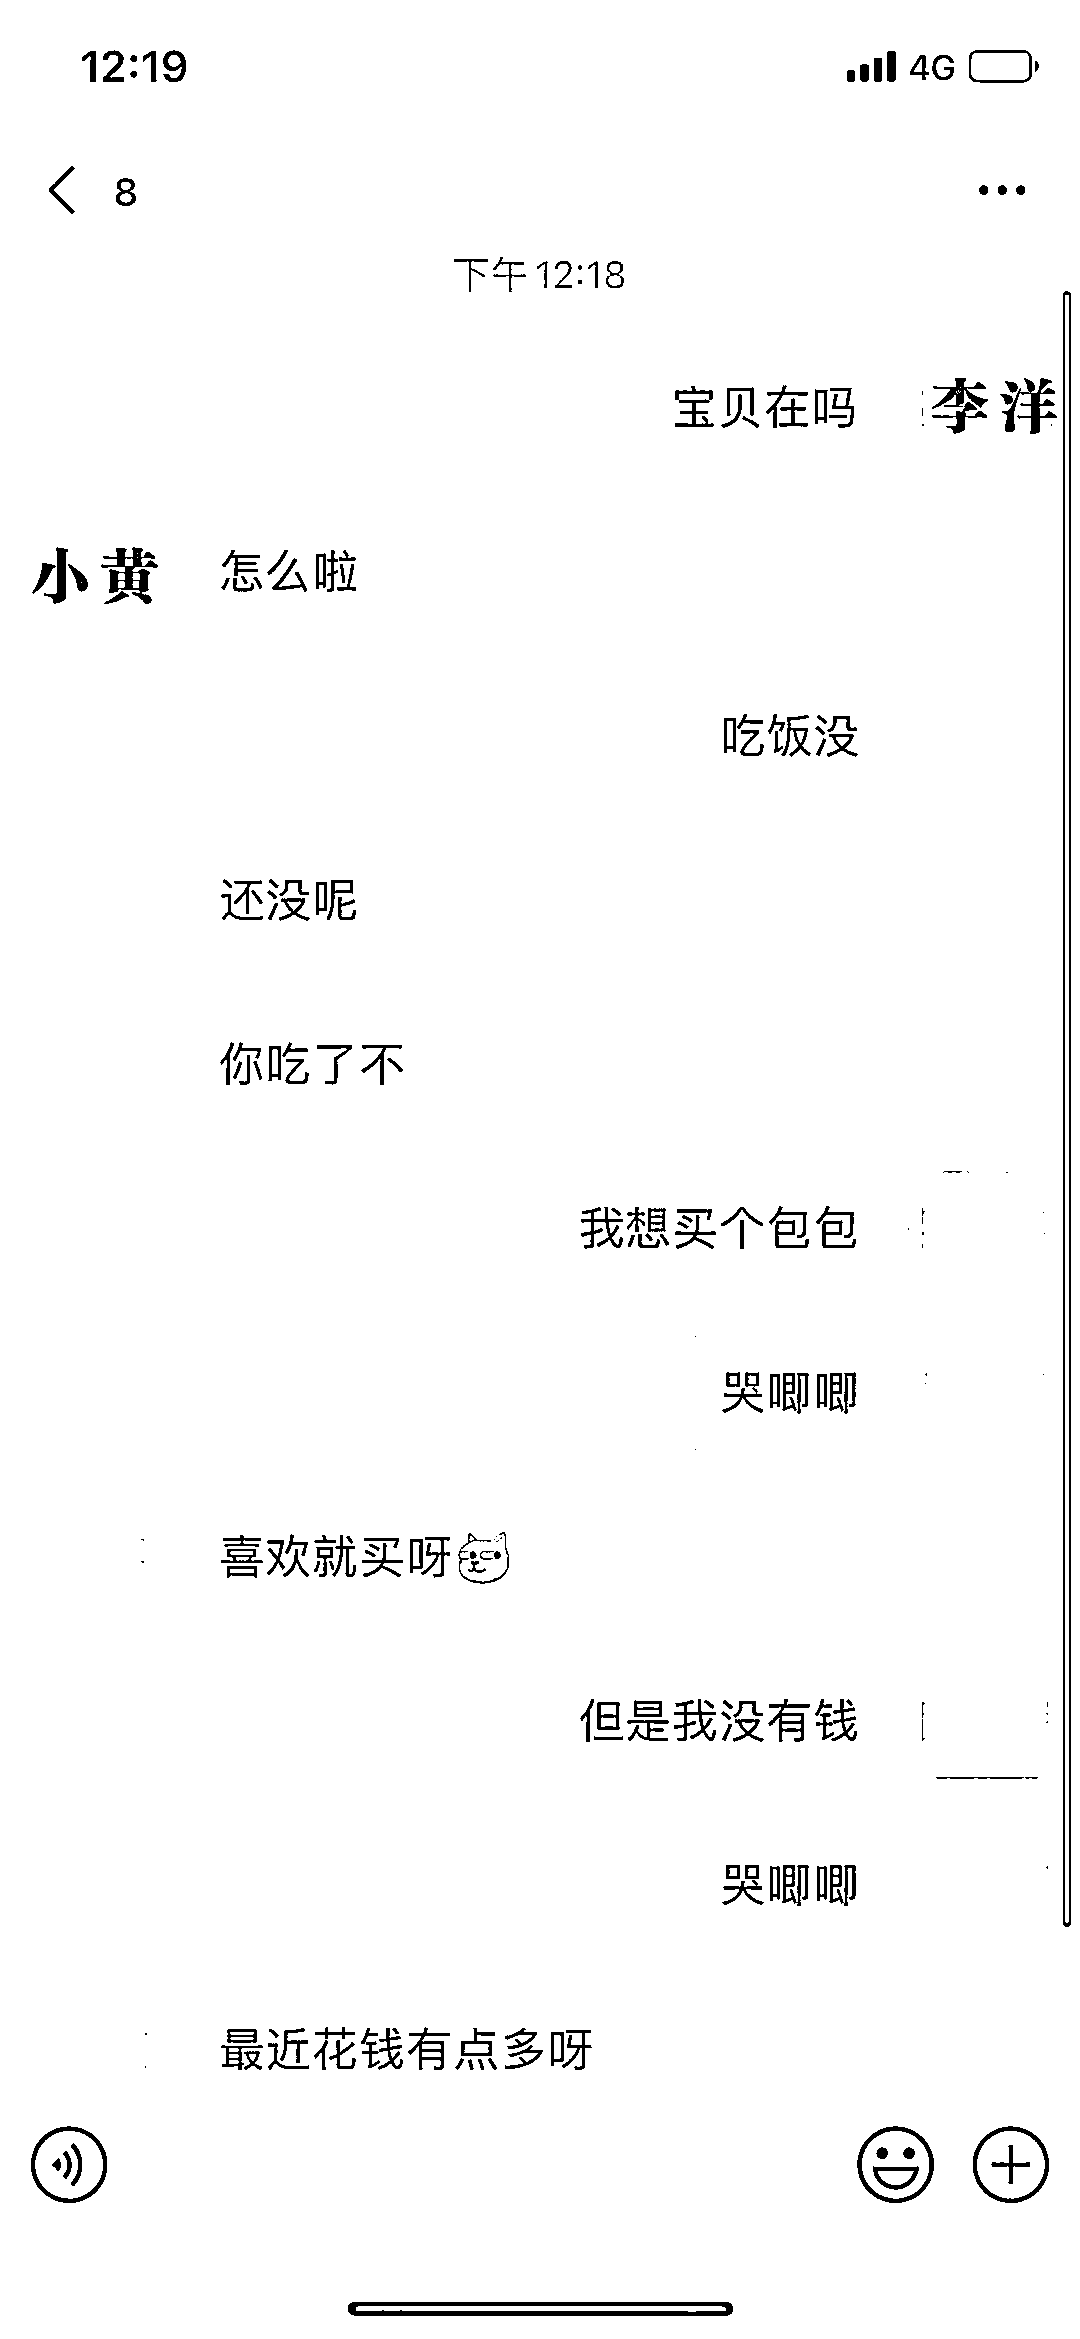 12:19 4G
8
下午12:18
宝贝在吗 李洋
小黄 怎么啦
吃饭没
还没呢
你吃了不
我想买个包包
哭唧唧
喜欢就买呀
但是我没有钱
哭唧唧
最近花钱有点多呀